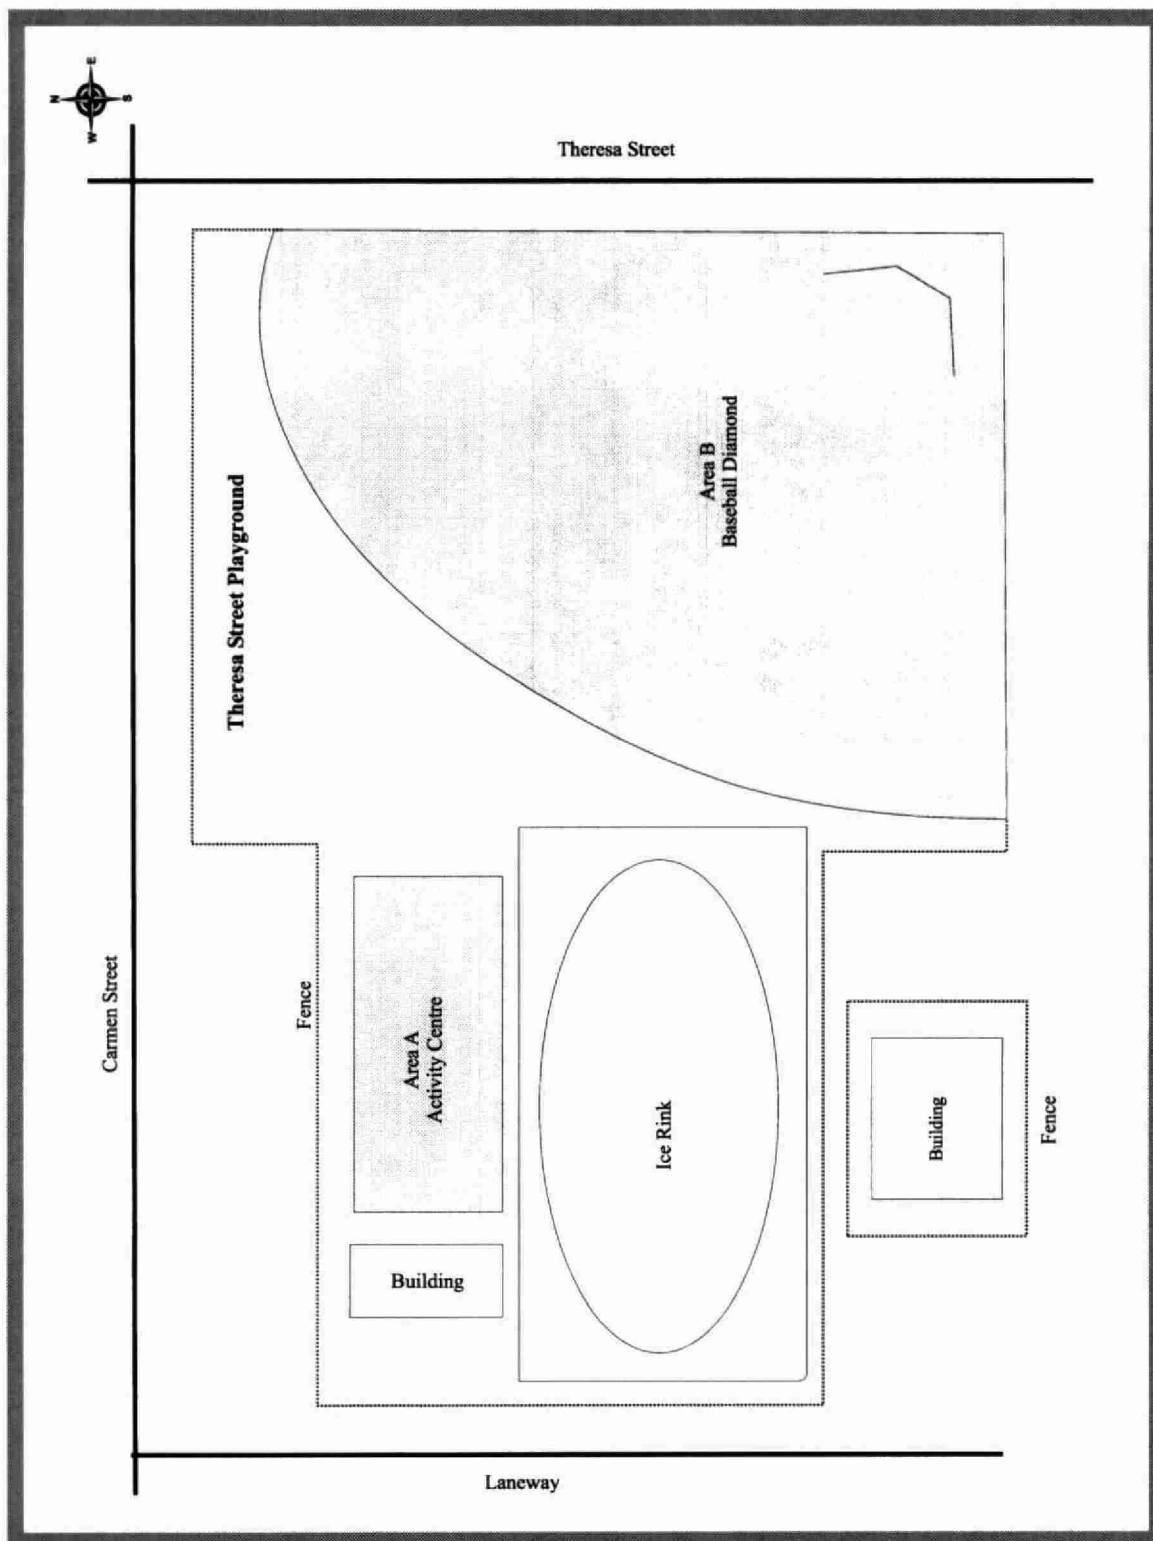 N
E
S
W
Theresa Street
Carmen Street
Theresa Street Playground
Area B
Baseball Diamond
Fence
Area A
Activity Centre
Building
Ice Rink
Building
Fence
Laneway